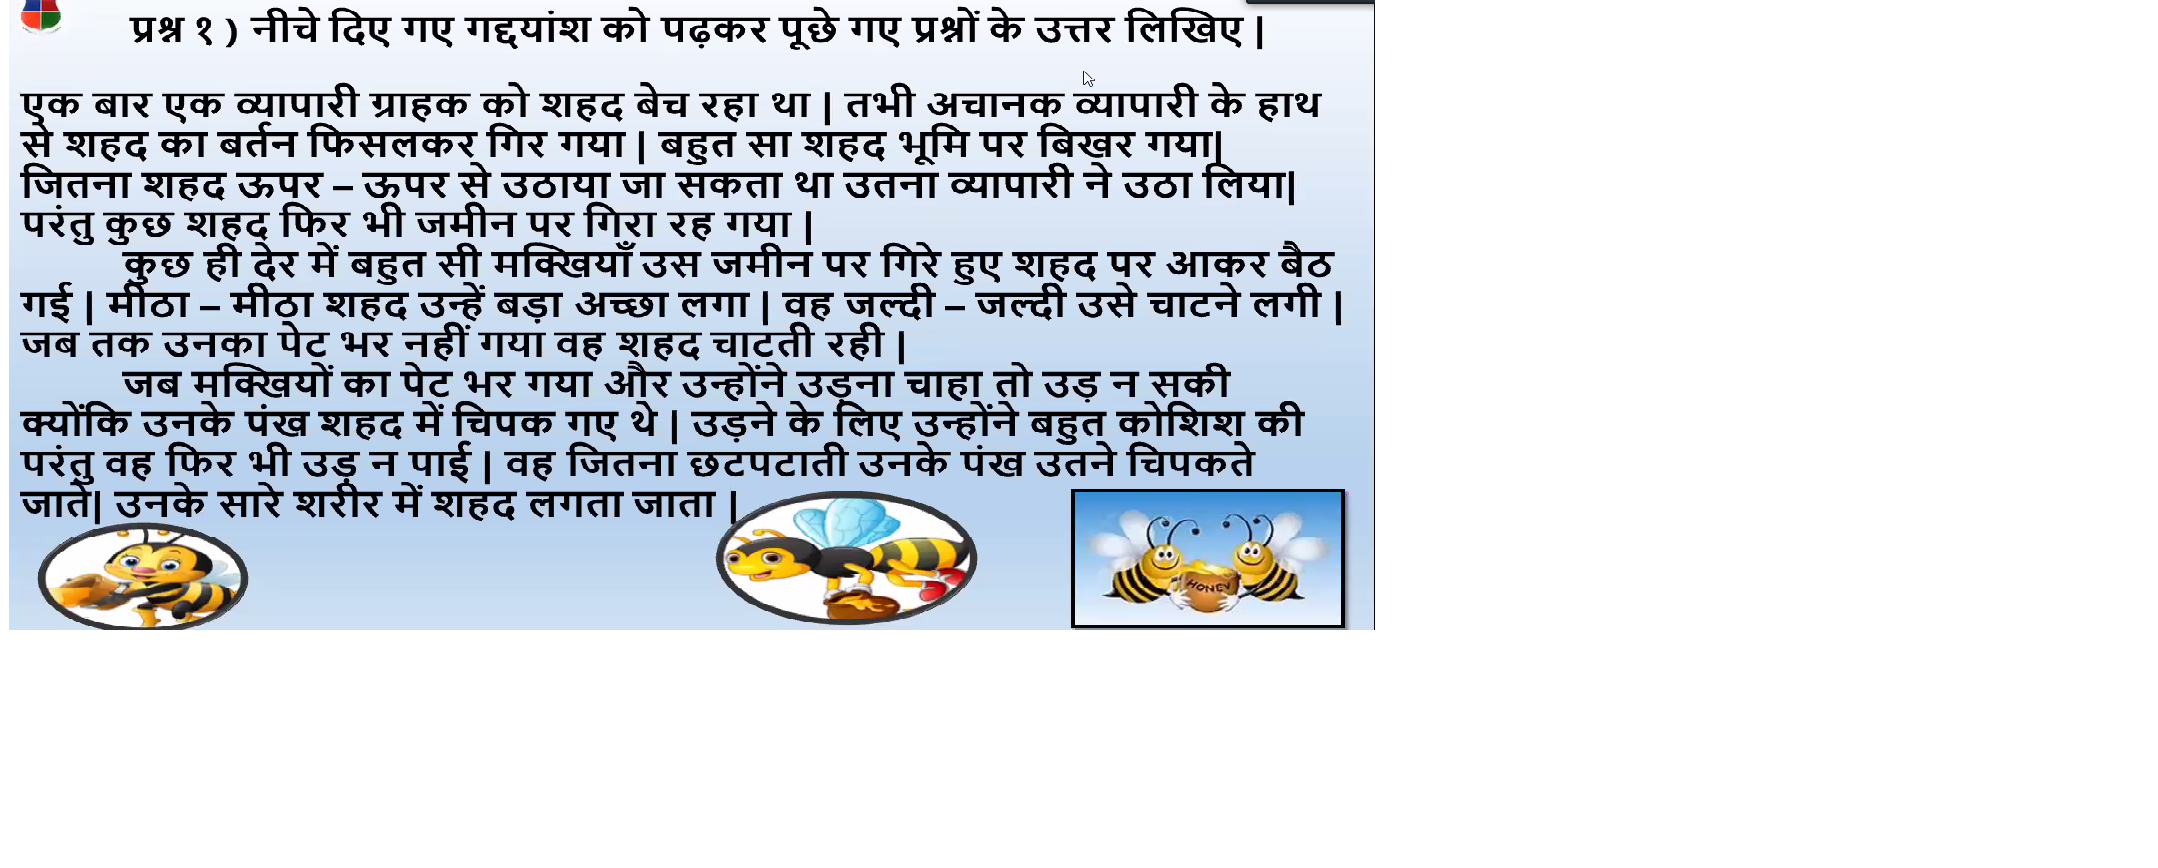 प्रश्न १ ) नीचे दिए गए गद्दयांश को पढ़कर पूछे गए प्रश्नों के उत्तर लिखिए |
एक बार एक व्यापारी ग्राहक को शहद बेच रहा था | तभी अचानक व्यापारी के हाथ
से शहद का बर्तन फिसलकर गिर गया | बहुत सा शहद भूमि पर बिखर गया|
जितना शहद ऊपर – ऊपर से उठाया जा सकता था उतना व्यापारी ने उठा लिया|
परंतु कुछ शहद फिर भी जमीन पर गिरा रह गया |
कुछ ही देर में बहुत सी मक्खियाँ उस जमीन पर गिरे हुए शहद पर आकर बैठ
गई | मीठा – मीठा शहद उन्हें बड़ा अच्छा लगा | वह जल्दी – जल्दी उसे चाटने लगी |
जब तक उनका पेट भर नहीं गया वह शहद चाटती रही |
जब मक्खियों का पेट भर गया और उन्होंने उड़ना चाहा तो उड़ न सकी
क्योंकि उनके पंख शहद में चिपक गए थे | उड़ने के लिए उन्होंने बहुत कोशिश की
परंतु वह फिर भी उड़ न पाई | वह जितना छटपटाती उनके पंख उतने चिपकते
जाते| उनके सारे शरीर में शहद लगता जाता |
HONEY